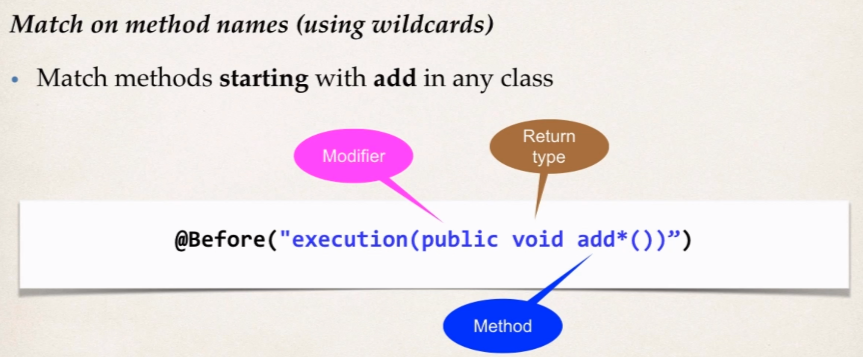 Match on method names (using wildcards)
• Match methods starting with add in any class
Modifier
Return
type
@Before("execution(public void add*())”)
Method